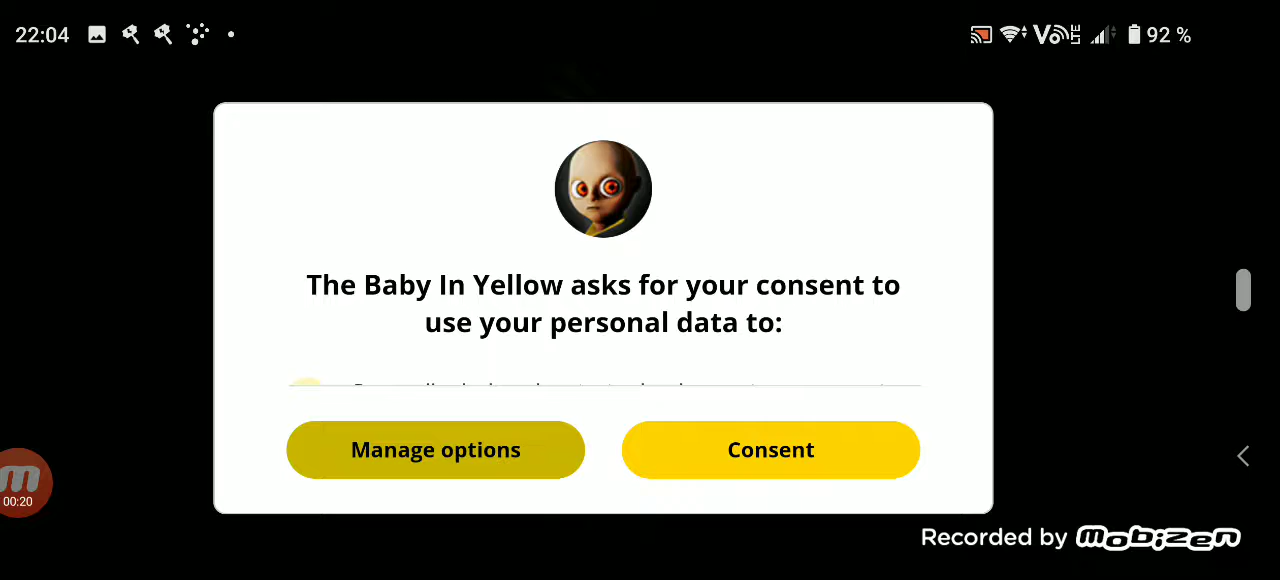 22:04
VoLTE
92 %
The Baby In Yellow asks for your consent to
use your personal data to:
Manage options
Consent
m
00:20
Recorded by mobizen